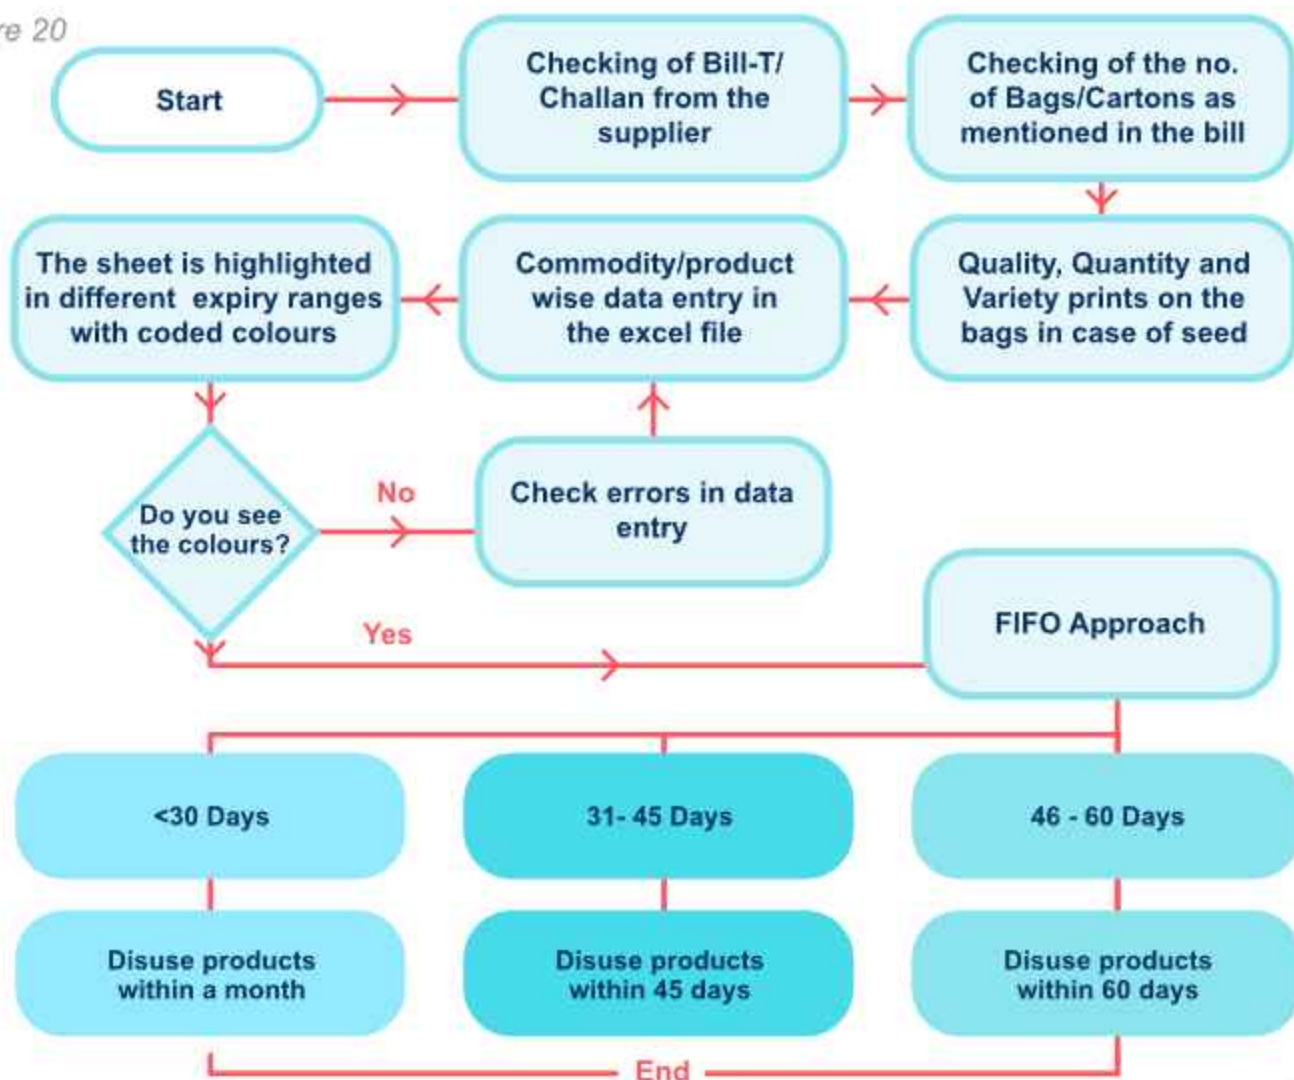 re 20
Start
Checking of Bill-T/
Challan from the
supplier
Checking of the no.
of Bags/Cartons as
mentioned in the bill
The sheet is highlighted
in different expiry ranges
with coded colours
Commodity/product
wise data entry in
the excel file
Quality, Quantity and
Variety prints on the
bags in case of seed
Do you see
the colours?
No
Check errors in data
entry
Yes
FIFO Approach
<30 Days
31- 45 Days
46 - 60 Days
Disuse products
within a month
Disuse products
within 45 days
Disuse products
within 60 days
End